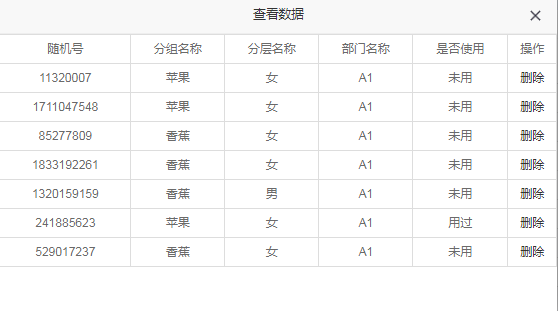 查看数据 ×
随机号 分组名称 分层名称 部门名称 是否使用 操作
11320007 苹果 女 A1 未用 删除
1711047548 苹果 女 A1 未用 删除
85277809 香蕉 女 A1 未用 删除
1833192261 香蕉 女 A1 未用 删除
1320159159 香蕉 男 A1 未用 删除
241885623 苹果 女 A1 用过 删除
529017237 香蕉 女 A1 未用 删除